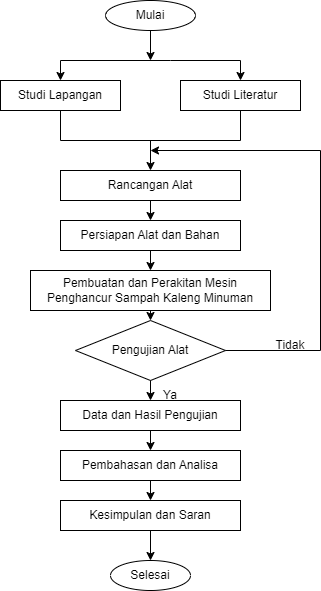 Mulai
Studi Lapangan
Studi Literatur
Rancangan Alat
Persiapan Alat dan Bahan
Pembuatan dan Perakitan Mesin
Penghancur Sampah Kaleng Minuman
Pengujian Alat
Tidak
Ya
Data dan Hasil Pengujian
Pembahasan dan Analisa
Kesimpulan dan Saran
Selesai